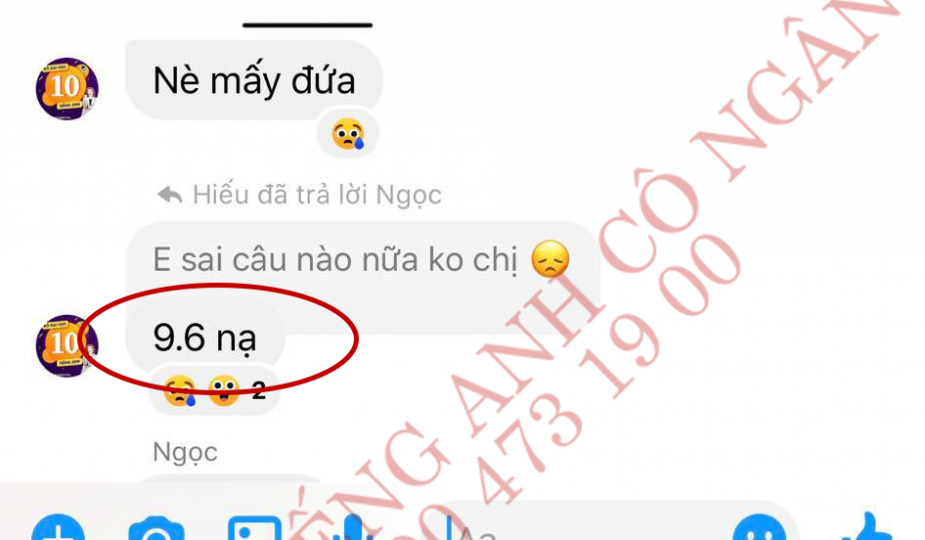 Nè mấy đứa
Hiếu đã trả lời Ngọc
E sai câu nào nữa ko chị
9.6 nạ
2
Ngọc
Aa
10
10
ẾNG ANH CÔ NGÂN
0 473 19 00